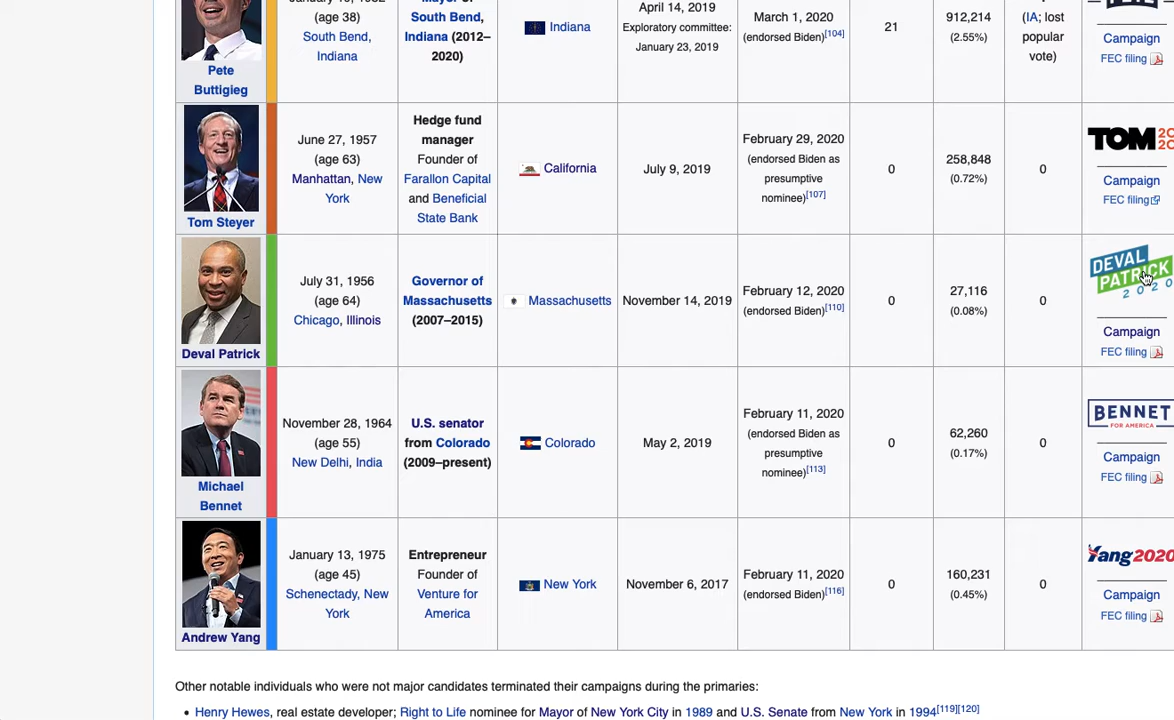 January 19, 1982
(age 38)
South Bend,
Indiana
Mayor of
South Bend,
Indiana (2012–
2020)
Indiana
April 14, 2019
Exploratory committee:
January 23, 2019
March 1, 2020
(endorsed Biden)[104]
21
912,214
(2.55%)
(IA; lost
popular
vote)
Campaign
FEC filing
Pete
Buttigieg
Tom Steyer
June 27, 1957
(age 63)
Manhattan, New
York
Hedge fund
manager
Founder of
Farallon Capital
and Beneficial
State Bank
California
July 9, 2019
February 29, 2020
(endorsed Biden as
presumptive
nominee)[107]
0
258,848
(0.72%)
0
TOM 20
20
Campaign
FEC filing
Deval Patrick
July 31, 1956
(age 64)
Chicago, Illinois
Governor of
Massachusetts
(2007–2015)
Massachusetts
November 14, 2019
February 12, 2020
(endorsed Biden)[110]
0
27,116
(0.08%)
0
DEVAL
PATRICK
2020
Campaign
FEC filing
Michael
Bennet
November 28, 1964
(age 55)
New Delhi, India
U.S. senator
from Colorado
(2009–present)
Colorado
May 2, 2019
February 11, 2020
(endorsed Biden as
presumptive
nominee)[113]
0
62,260
(0.17%)
0
BENNET
FOR AMERICA
Campaign
FEC filing
Andrew Yang
January 13, 1975
(age 45)
Schenectady, New
York
Entrepreneur
Founder of
Venture for
America
New York
November 6, 2017
February 11, 2020
(endorsed Biden)[116]
0
160,231
(0.45%)
0
Yang2020
Campaign
FEC filing
Other notable individuals who were not major candidates terminated their campaigns during the primaries:
• Henry Hewes, real estate developer; Right to Life nominee for Mayor of New York City in 1989 and U.S. Senate from New York in 1994[119][120]